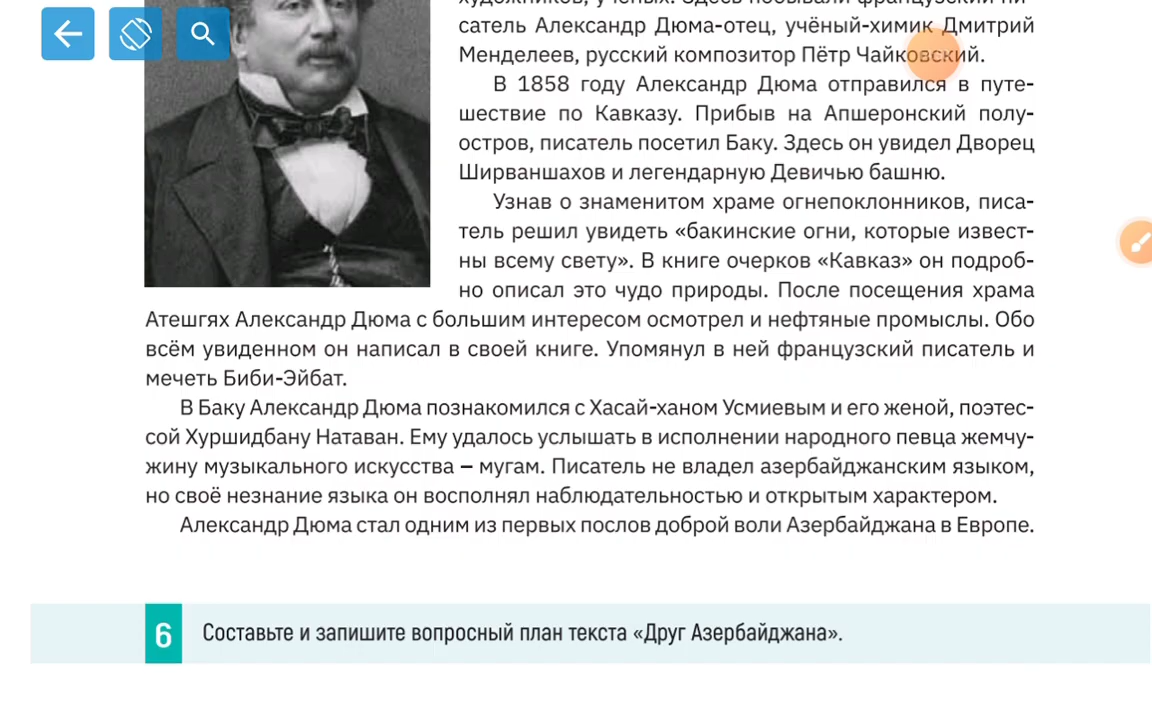 художников, учёных. Здесь побывали французский пи-
сатель Александр Дюма-отец, учёный-химик Дмитрий
Менделеев, русский композитор Пётр Чайковский.
В 1858 году Александр Дюма отправился в путе-
шествие по Кавказу. Прибыв на Апшеронский полу-
остров, писатель посетил Баку. Здесь он увидел Дворец
Ширваншахов и легендарную Девичью башню.
Узнав о знаменитом храме огнепоклонников, писа-
тель решил увидеть «бакинские огни, которые извест-
ны всему свету». В книге очерков «Кавказ» он подроб-
но описал это чудо природы. После посещения храма
Атешгях Александр Дюма с большим интересом осмотрел и нефтяные промыслы. Обо
всём увиденном он написал в своей книге. Упомянул в ней французский писатель и
мечеть Биби-Эйбат.
В Баку Александр Дюма познакомился с Хасай-ханом Усмиевым и его женой, поэтес-
сой Хуршидбану Натаван. Ему удалось услышать в исполнении народного певца жемчу-
жину музыкального искусства – мугам. Писатель не владел азербайджанским языком,
но своё незнание языка он восполнял наблюдательностью и открытым характером.
Александр Дюма стал одним из первых послов доброй воли Азербайджана в Европе.
6 Составьте и запишите вопросный план текста «Друг Азербайджана».